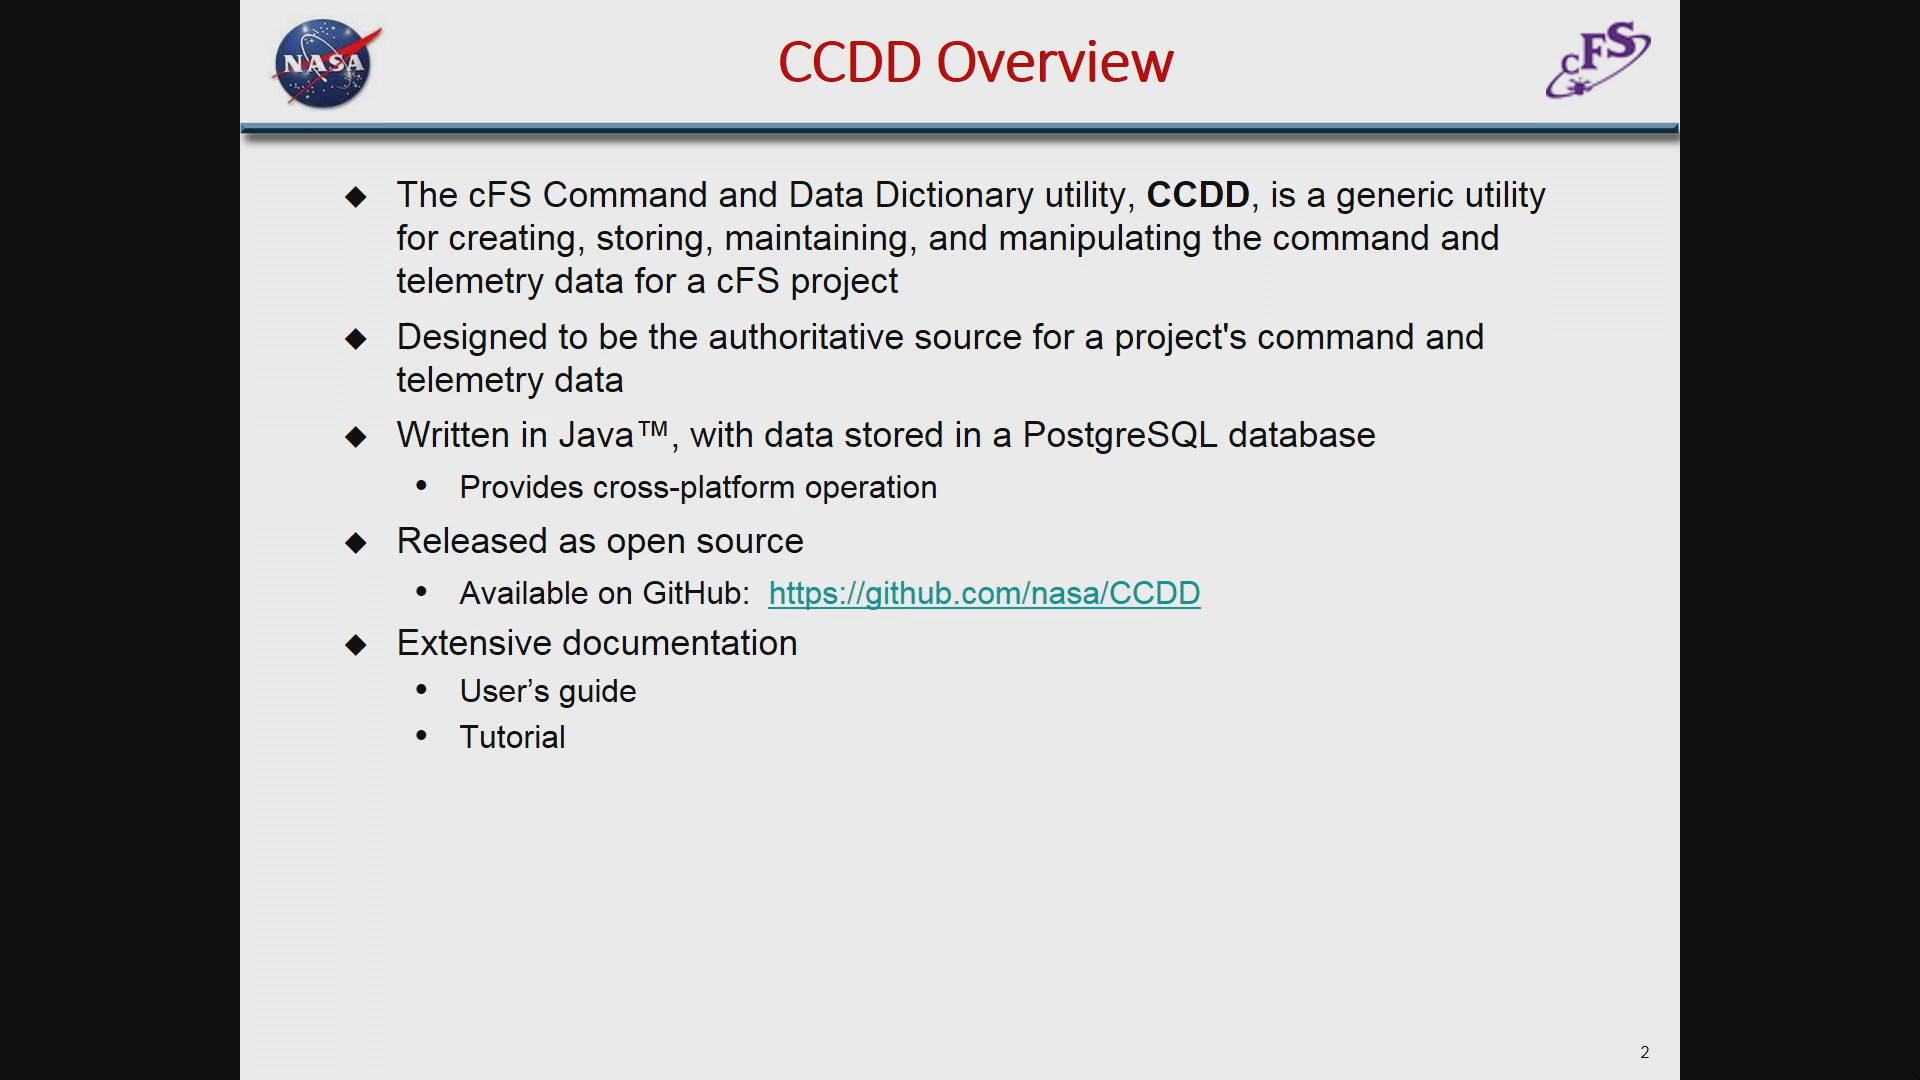 NASA
CCDD Overview
cFS
◆ The cFS Command and Data Dictionary utility, CCDD, is a generic utility
for creating, storing, maintaining, and manipulating the command and
telemetry data for a cFS project
◆ Designed to be the authoritative source for a project's command and
telemetry data
◆ Written in Java™, with data stored in a PostgreSQL database
• Provides cross-platform operation
◆ Released as open source
• Available on GitHub: https://github.com/nasa/CCDD
◆ Extensive documentation
• User’s guide
• Tutorial
2